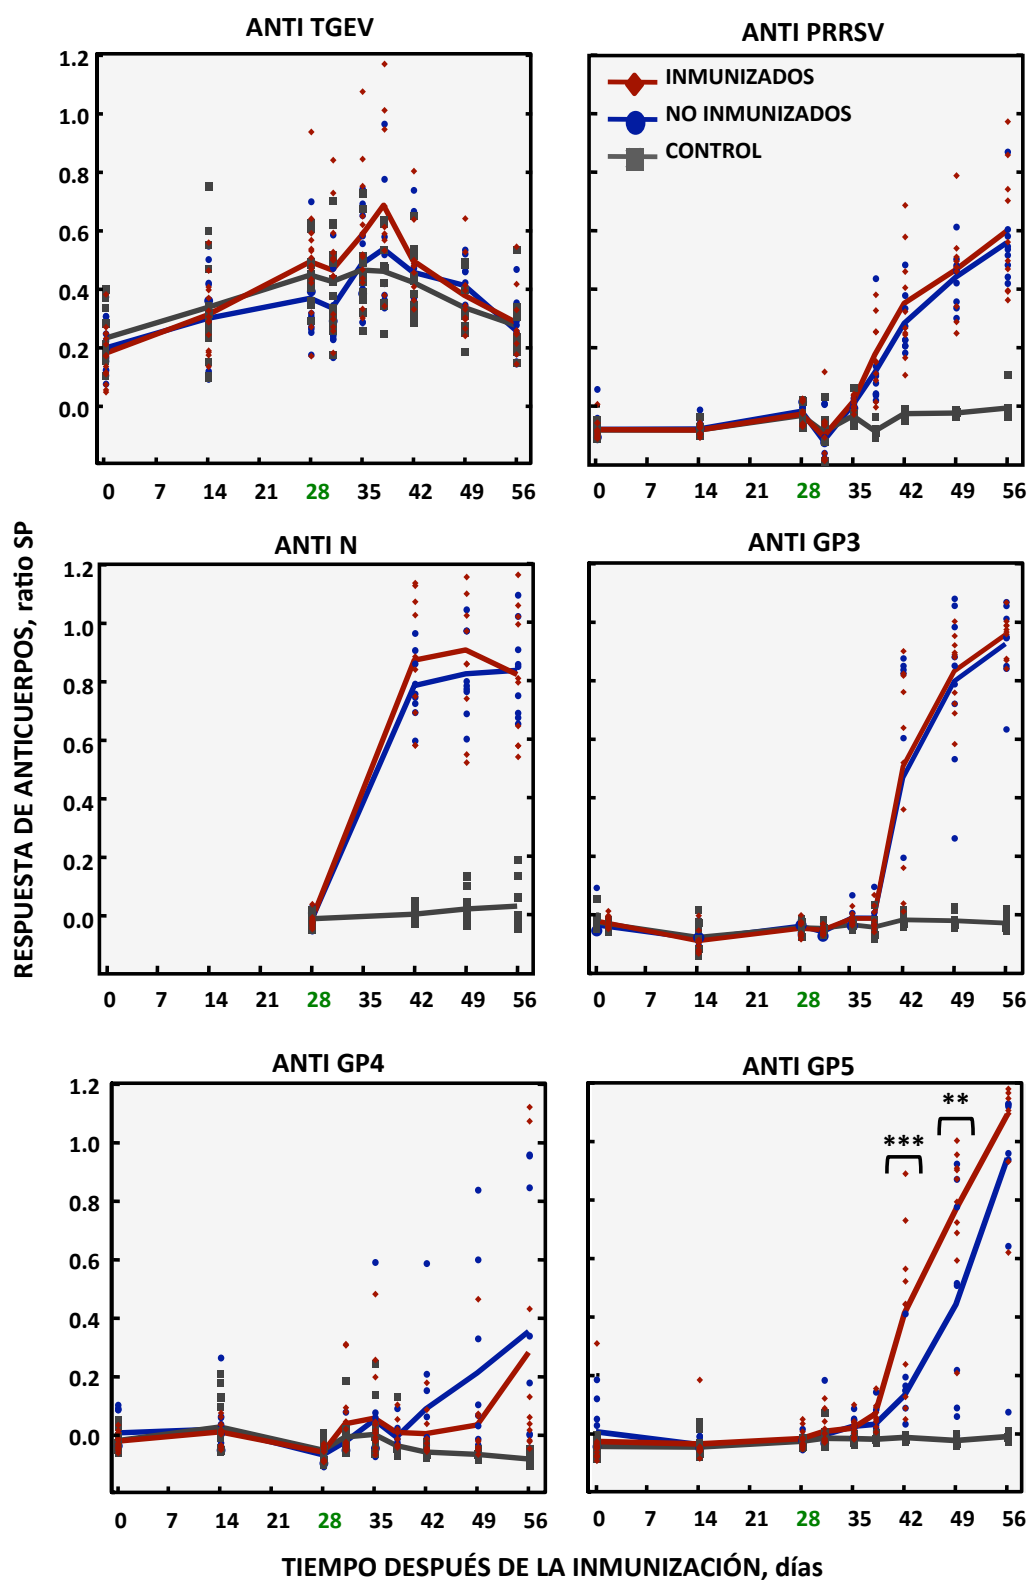 ANTI TGEV
1.2
1.0
0.8
0.6
0.4
0.2
0.0
0 7 14 21 28 35 42 49 56
ANTI PRRSV
INMUNIZADOS
NO INMUNIZADOS
CONTROL
0 7 14 21 28 35 42 49 56
RESPUESTA DE ANTICUERPOS, ratio SP
ANTI N
1.2
1.0
0.8
0.6
0.4
0.2
0.0
0 7 14 21 28 35 42 49 56
ANTI GP3
0 7 14 21 28 35 42 49 56
ANTI GP4
1.2
1.0
0.8
0.6
0.4
0.2
0.0
0 7 14 21 28 35 42 49 56
ANTI GP5
*** **
0 7 14 21 28 35 42 49 56
TIEMPO DESPUÉS DE LA INMUNIZACIÓN, días